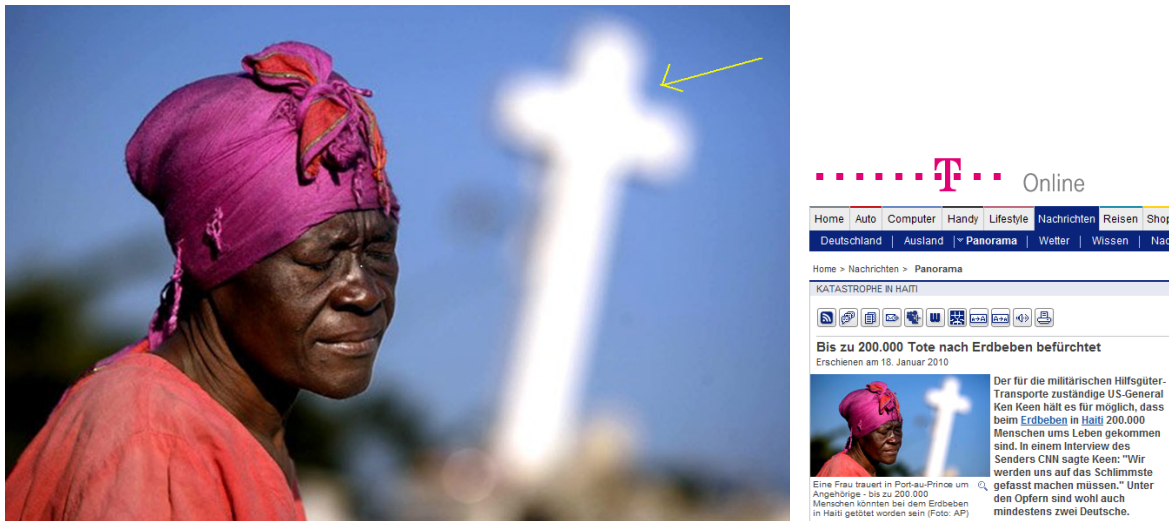 T
Online
Home Auto Computer Handy Lifestyle Nachrichten Reisen Shop
Deutschland | Ausland | Panorama | Wetter | Wissen | Nac
Home > Nachrichten > Panorama
KATASTROPHE IN HAITI
Bis zu 200.000 Tote nach Erdbeben befürchtet
Erschienen am 18. Januar 2010
Der für die militärischen Hilfsgüter-
Transporte zuständige US-General
Ken Keen hält es für möglich, dass
beim Erdbeben in Haiti 200.000
Menschen ums Leben gekommen
sind. In einem Interview des
Senders CNN sagte Keen: "Wir
werden uns auf das Schlimmste
gefasst machen müssen." Unter
den Opfern sind wohl auch
mindestens zwei Deutsche.
Eine Frau trauert in Port-au-Prince um
Angehörige - bis zu 200.000
Menschen könnten bei dem Erdbeben
in Haiti getötet worden sein (Foto: AP)